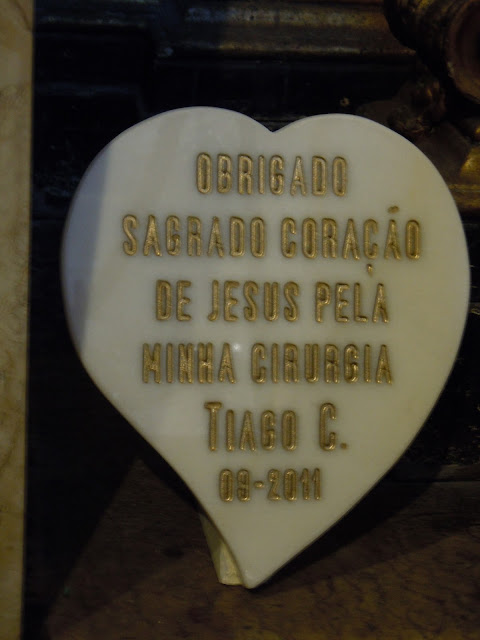 OBRIGADO
SAGRADO CORAÇÃO
DE JESUS PELA
MINHA CIRURGIA
TIAGO C.
09-2011